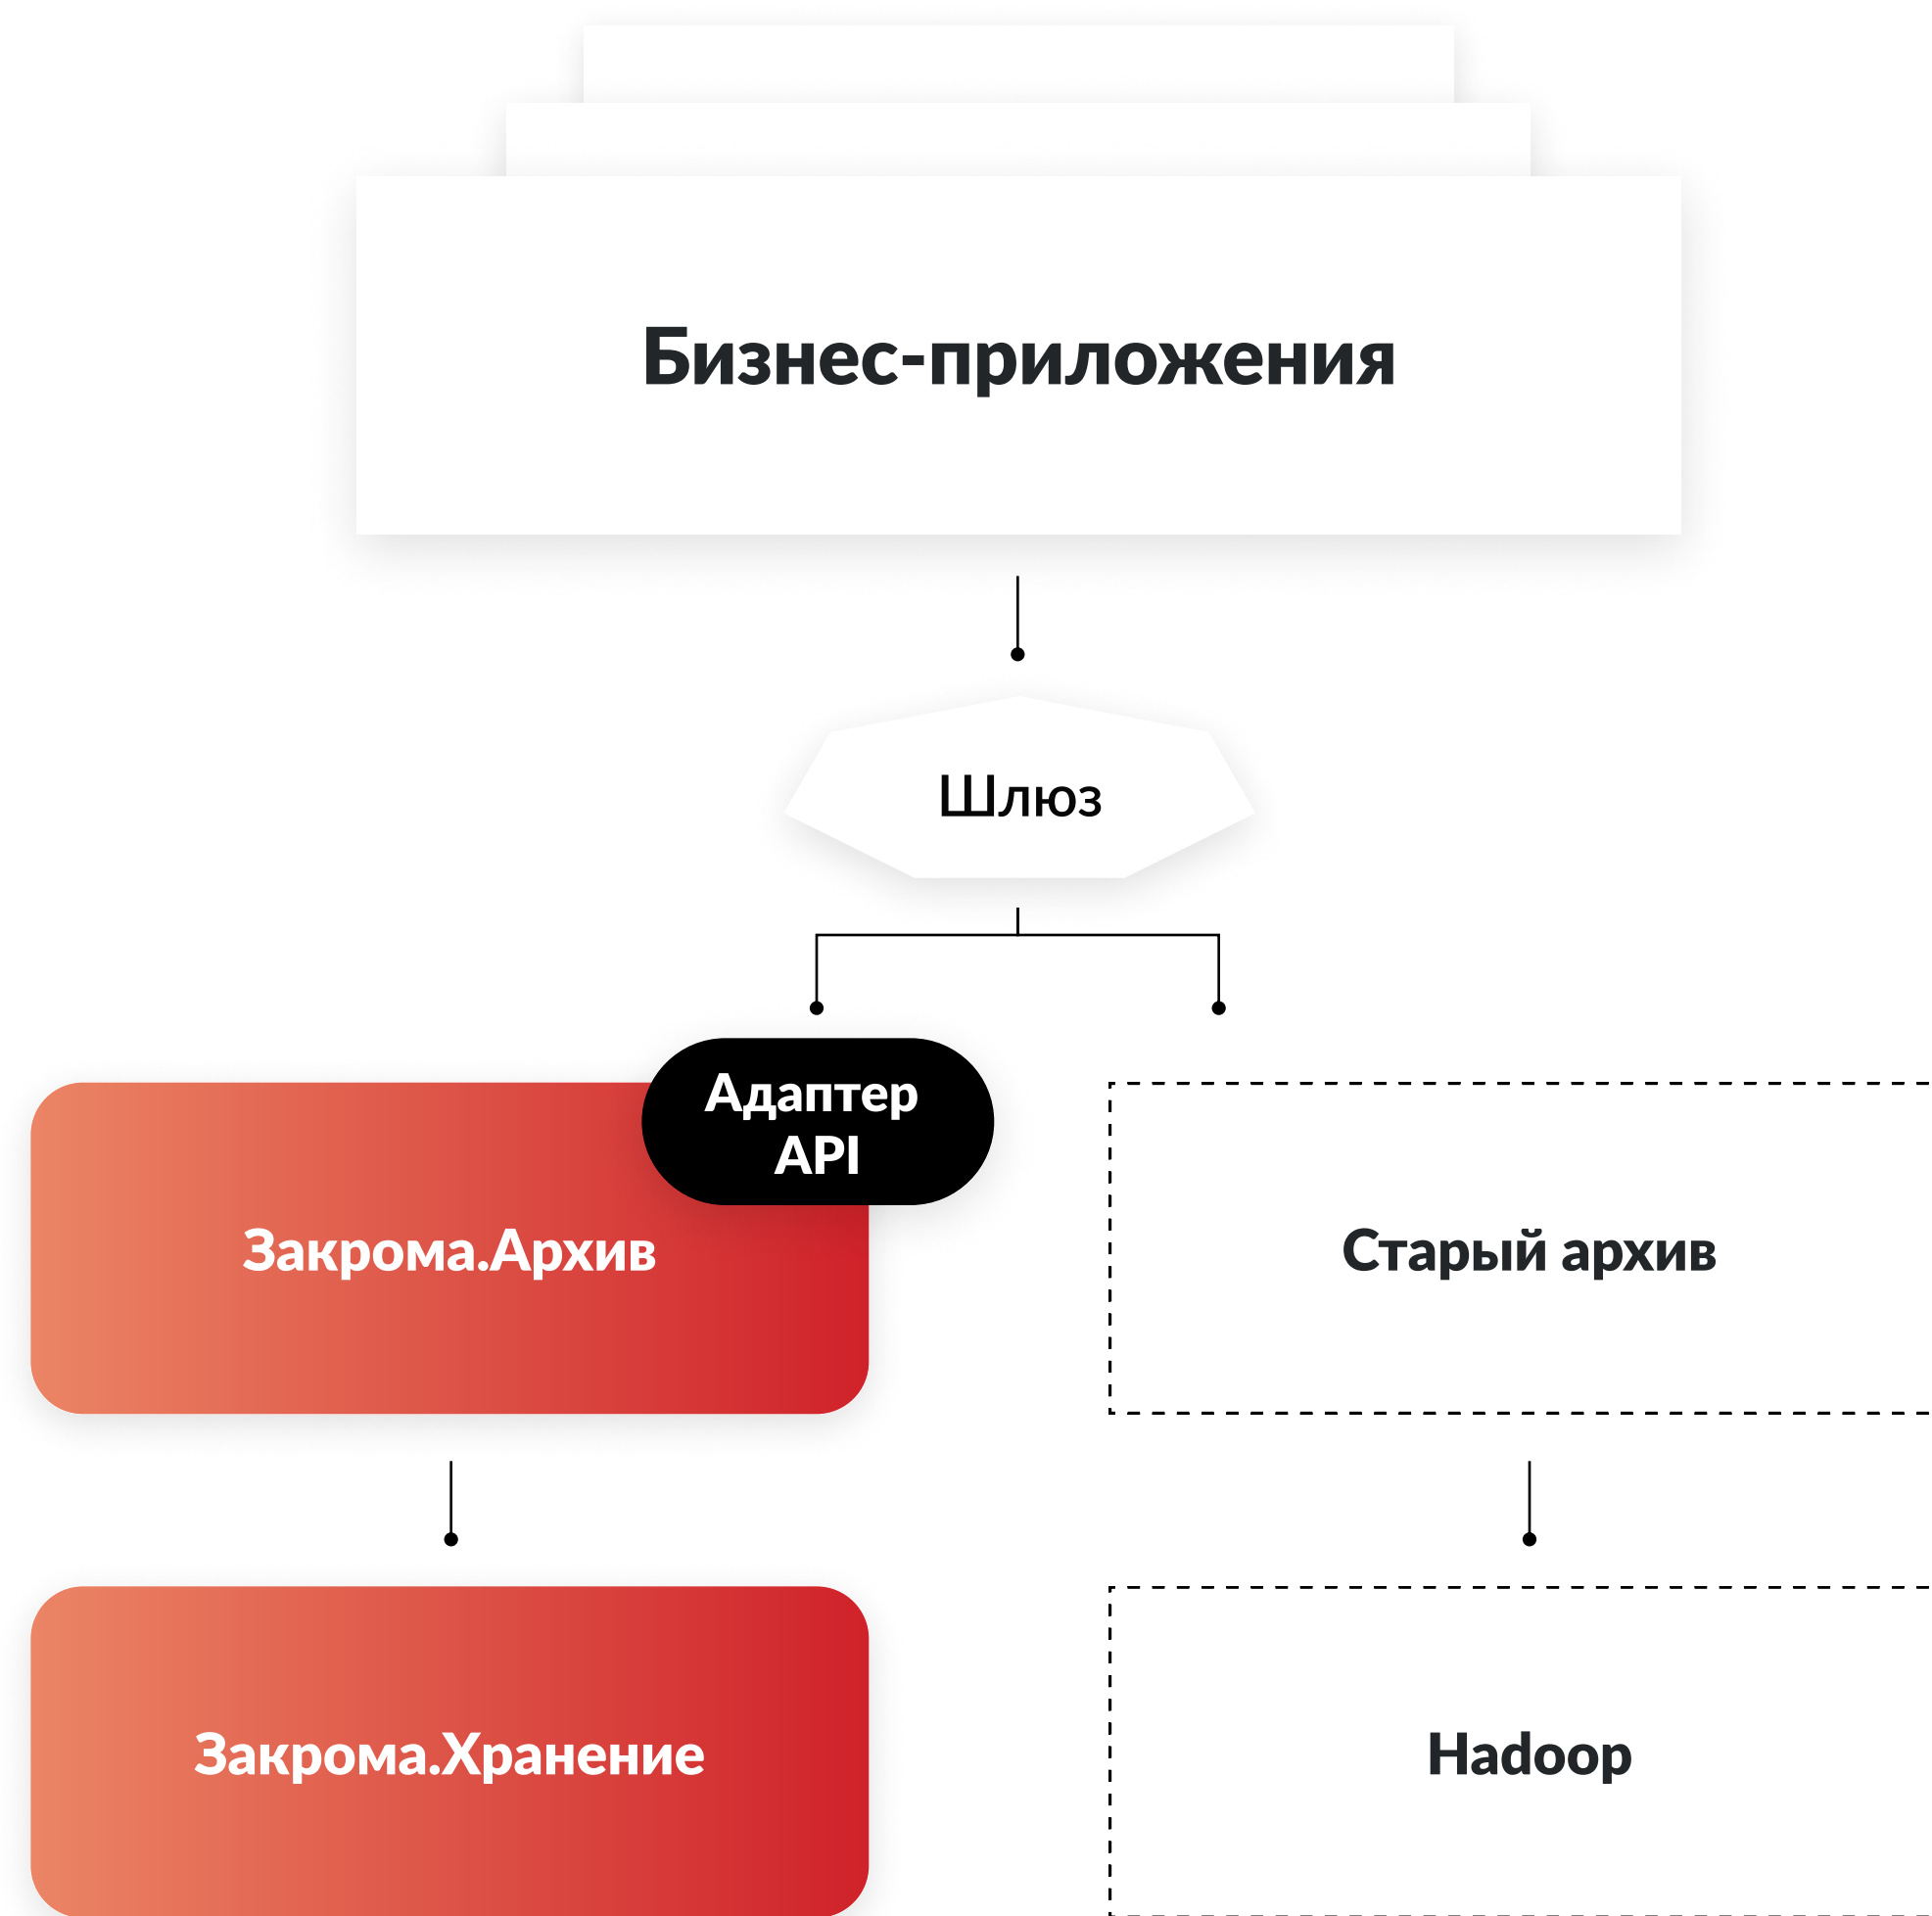 Бизнес-приложения
Шлюз
Адаптер
API
Закрома.Архив
Старый архив
Закрома.Хранение
Hadoop